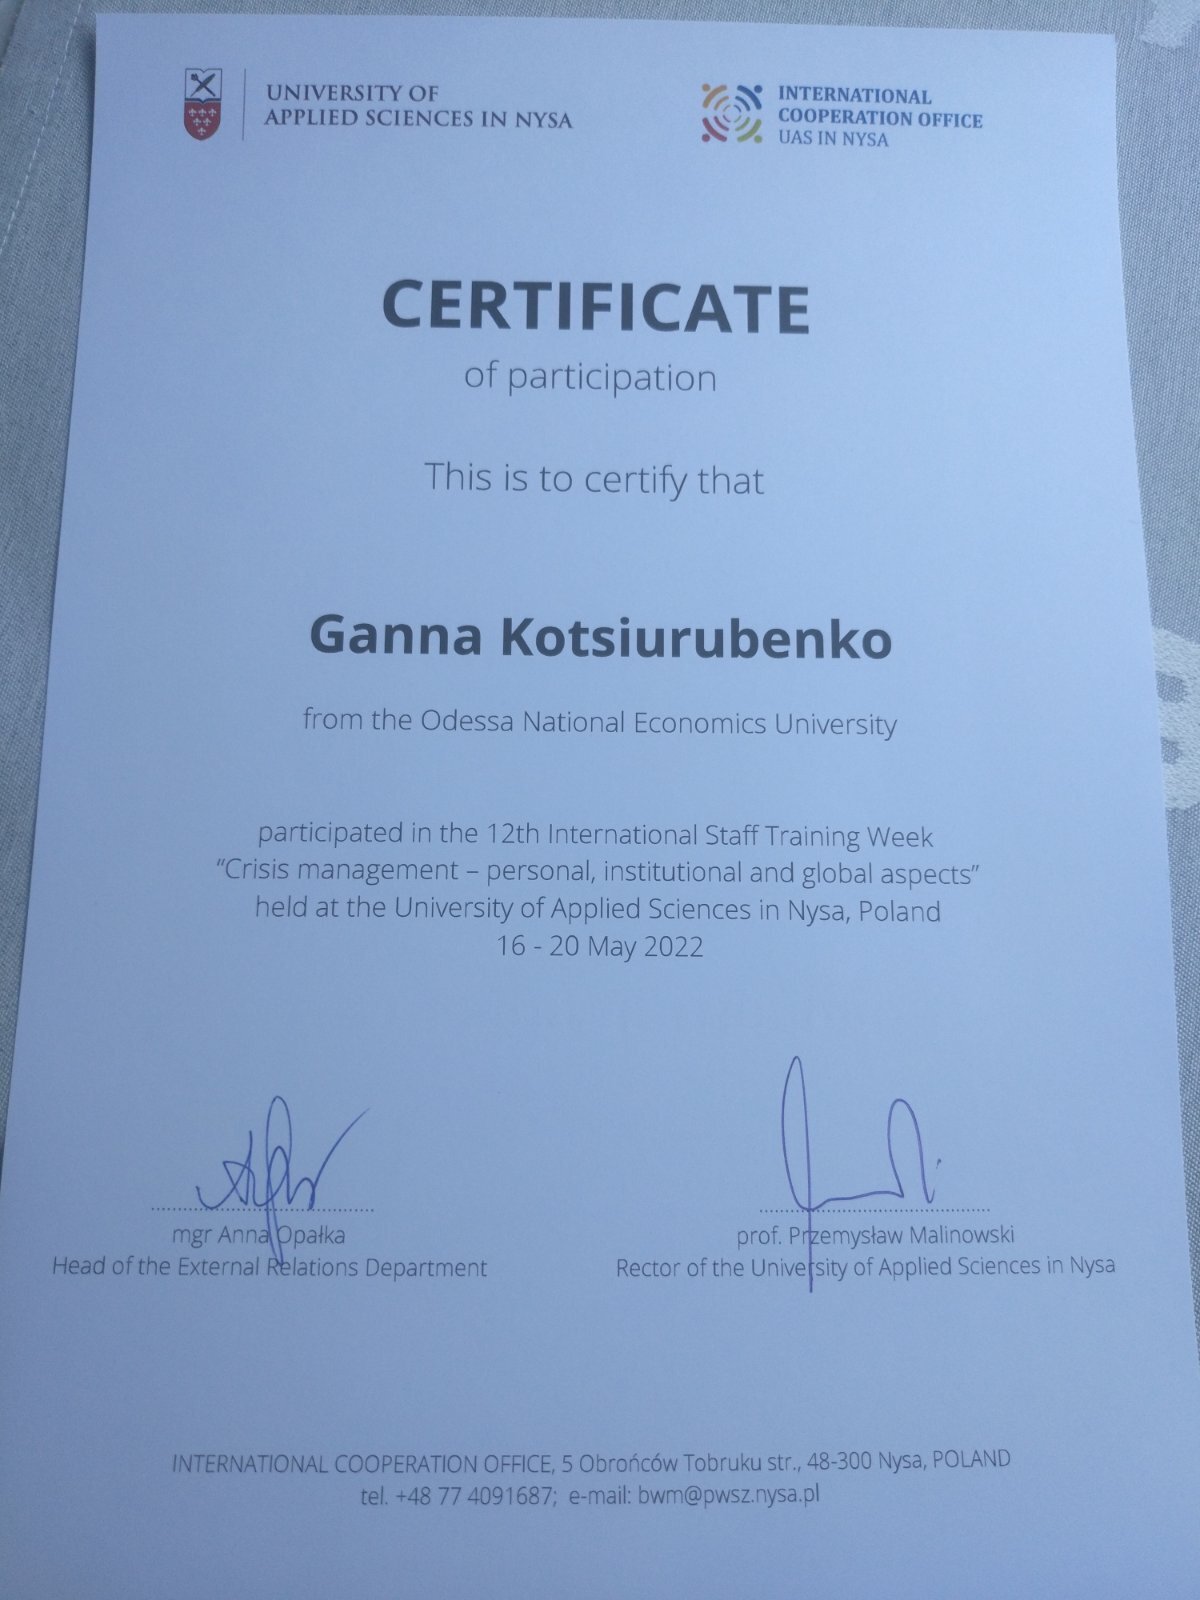 UNIVERSITY OF
APPLIED SCIENCES IN NYSA
INTERNATIONAL
COOPERATION OFFICE
UAS IN NYSA
CERTIFICATE
of participation
This is to certify that
Ganna Kotsiurubenko
from the Odessa National Economics University
participated in the 12th International Staff Training Week
“Crisis management – personal, institutional and global aspects”
held at the University of Applied Sciences in Nysa, Poland
16 - 20 May 2022
mgr Anna Opałka
Head of the External Relations Department
prof. Przemysław Malinowski
Rector of the University of Applied Sciences in Nysa
INTERNATIONAL COOPERATION OFFICE, 5 Obrońców Tobruku str., 48-300 Nysa, POLAND
tel. +48 77 4091687; e-mail: bwm@pwsz.nysa.pl